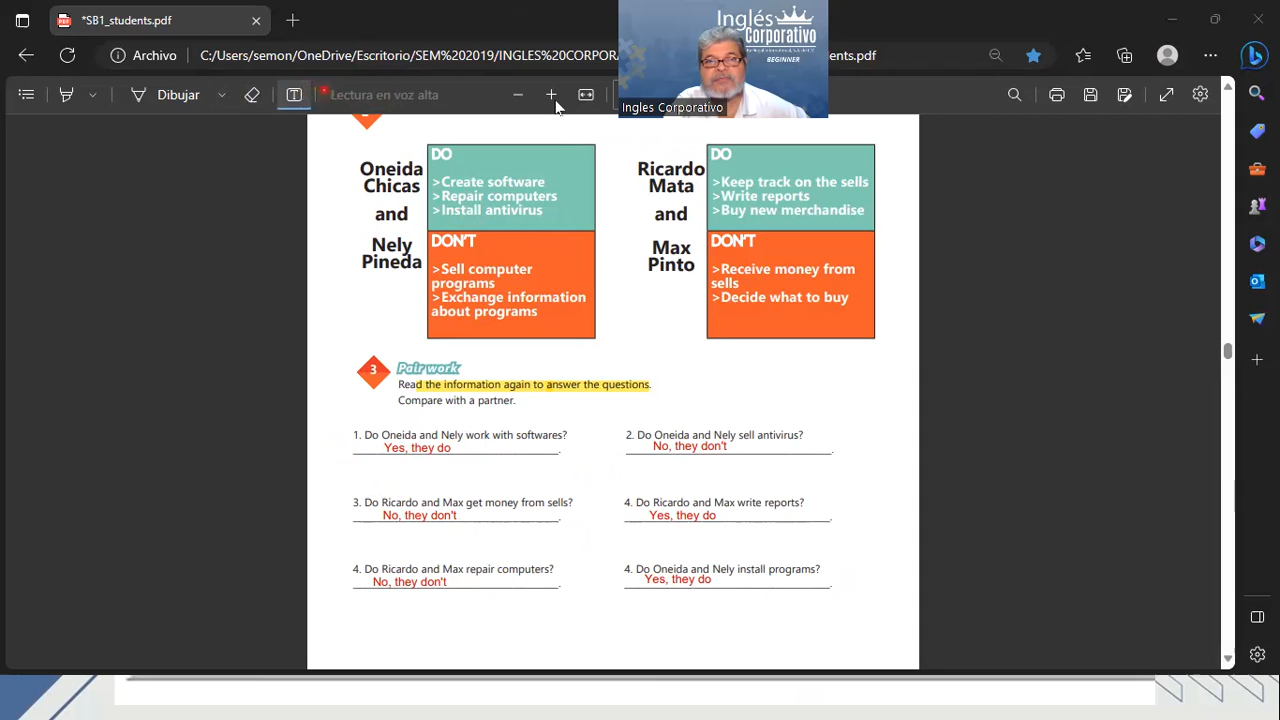 *SB1_students.pdf
Archivo
C:/Users/semon/OneDrive/Escritorio/SEM%202019/INGLES%20CORPORA
ents.pdf
Dibujar
Lectura en voz alta
Inglés
Corporativo
BEGINNER
Ingles Corporativo
Oneida
Chicas
and
Nely
Pineda
DO
>Create software
>Repair computers
>Install antivirus
DON'T
>Sell computer
programs
>Exchange information
about programs
Ricardo
Mata
and
Max
Pinto
DO
>Keep track on the sells
>Write reports
>Buy new merchandise
DON'T
>Receive money from
sells
>Decide what to buy
3 Pair work
Read the information again to answer the questions.
Compare with a partner.
1. Do Oneida and Nely work with softwares?
Yes, they do
2. Do Oneida and Nely sell antivirus?
No, they don't
3. Do Ricardo and Max get money from sells?
No, they don't
4. Do Ricardo and Max write reports?
Yes, they do
4. Do Ricardo and Max repair computers?
No, they don't
4. Do Oneida and Nely install programs?
Yes, they do